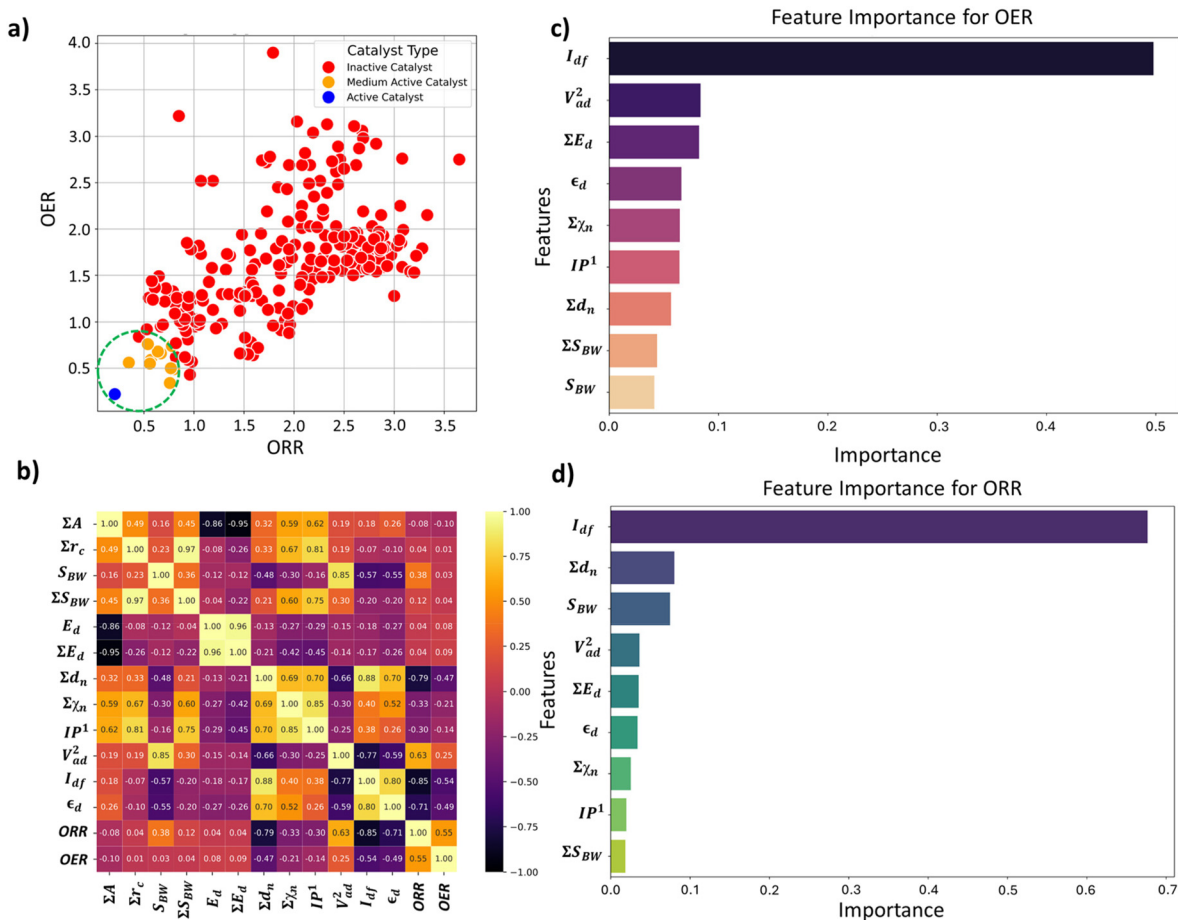 a)
OER
4.0
3.5
3.0
2.5
2.0
1.5
1.0
0.5
0.0
Catalyst Type
Inactive Catalyst
Medium Active Catalyst
Active Catalyst
0.5 1.0 1.5 2.0 2.5 3.0 3.5
ORR
b)
ΣA 1.00 0.49 0.16 0.45 -0.86 -0.95 0.32 0.59 0.62 0.19 0.18 0.26 -0.08 -0.10
Σr_c 0.49 1.00 0.23 0.97 -0.08 -0.26 0.33 0.67 0.81 0.19 -0.07 -0.10 0.04 0.01
S_BW 0.16 0.23 1.00 0.36 -0.12 -0.12 -0.48 -0.30 -0.16 0.85 -0.57 -0.55 0.38 0.03
ΣS_BW 0.45 0.97 0.36 1.00 -0.04 -0.22 0.21 0.60 0.75 0.30 -0.20 -0.20 0.12 0.04
E_d -0.86 -0.08 -0.12 -0.04 1.00 0.96 -0.13 -0.27 -0.29 -0.15 -0.18 -0.27 0.04 0.08
ΣE_d -0.95 -0.26 -0.12 -0.22 0.96 1.00 -0.21 -0.42 -0.45 -0.14 -0.17 -0.26 0.04 0.09
Σd_n 0.32 0.33 -0.48 0.21 -0.13 -0.21 1.00 0.69 0.70 -0.66 0.88 0.70 -0.79 -0.47
Σχ_n 0.59 0.67 -0.30 0.60 -0.27 -0.42 0.69 1.00 0.85 -0.30 0.40 0.52 -0.33 -0.21
IP¹ 0.62 0.81 -0.16 0.75 -0.29 -0.45 0.70 0.85 1.00 -0.25 0.38 0.26 -0.30 -0.14
V²_ad 0.19 0.19 0.85 0.30 -0.15 -0.14 -0.66 -0.30 -0.25 1.00 -0.77 -0.59 0.63 0.25
I_df 0.18 -0.07 -0.57 -0.20 -0.18 -0.17 0.88 0.40 0.38 -0.77 1.00 0.80 -0.85 -0.54
ϵ_d 0.26 -0.10 -0.55 -0.20 -0.27 -0.26 0.70 0.52 0.26 -0.59 0.80 1.00 -0.71 -0.49
ORR -0.08 0.04 0.38 0.12 0.04 0.04 -0.79 -0.33 -0.30 0.63 -0.85 -0.71 1.00 0.55
OER -0.10 0.01 0.03 0.04 0.08 0.09 -0.47 -0.21 -0.14 0.25 -0.54 -0.49 0.55 1.00
ΣA Σr_c S_BW ΣS_BW E_d ΣE_d Σd_n Σχ_n IP¹ V²_ad I_df ϵ_d ORR OER
1.00
0.75
0.50
0.25
0.00
-0.25
-0.50
-0.75
-1.00
c)
Feature Importance for OER
Features
I_df
V²_ad
ΣE_d
ϵ_d
Σχ_n
IP¹
Σd_n
ΣS_BW
S_BW
0.0 0.1 0.2 0.3 0.4 0.5
Importance
d)
Feature Importance for ORR
Features
I_df
Σd_n
S_BW
V²_ad
ΣE_d
ϵ_d
Σχ_n
IP¹
ΣS_BW
0.0 0.1 0.2 0.3 0.4 0.5 0.6 0.7
Importance